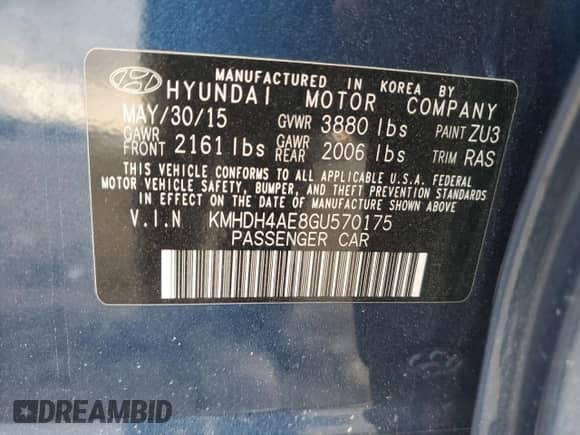 MANUFACTURED IN KOREA BY
HYUNDAI MOTOR COMPANY
MAY/30/15 GVWR 3880 lbs PAINT ZU3
GAWR FRONT 2161 lbs GAWR REAR 2006 lbs TRIM RAS
THIS VEHICLE CONFORMS TO ALL APPLICABLE U.S.A. FEDERAL
MOTOR VEHICLE SAFETY, BUMPER, AND THEFT PREVENTION STANDARDS
IN EFFECT ON THE DATE OF MANUFACTURE SHOWN ABOVE.
V.I.N KMHDH4AE8GU570175
PASSENGER CAR
DREAMBID